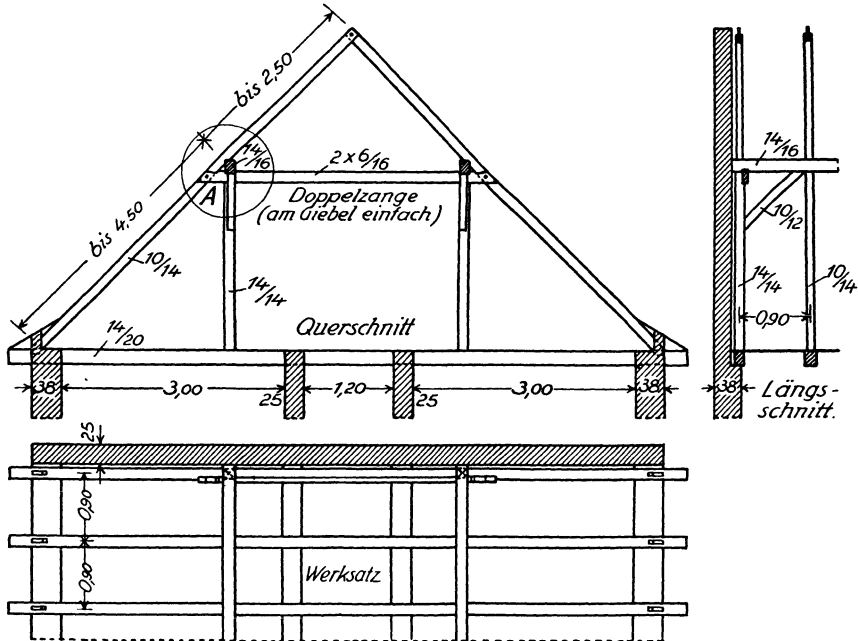 bis 2,50
bis 4,50
A
14/16
2 x 6/16
Doppelzange
(am Giebel einfach)
10/14
14/14
14/20
Querschnitt
38
3,00
25
1,20
25
3,00
38
14/16
10/12
14/14
10/14
0,90
38
Längs-
schnitt.
25
0,90
0,90
Werksatz